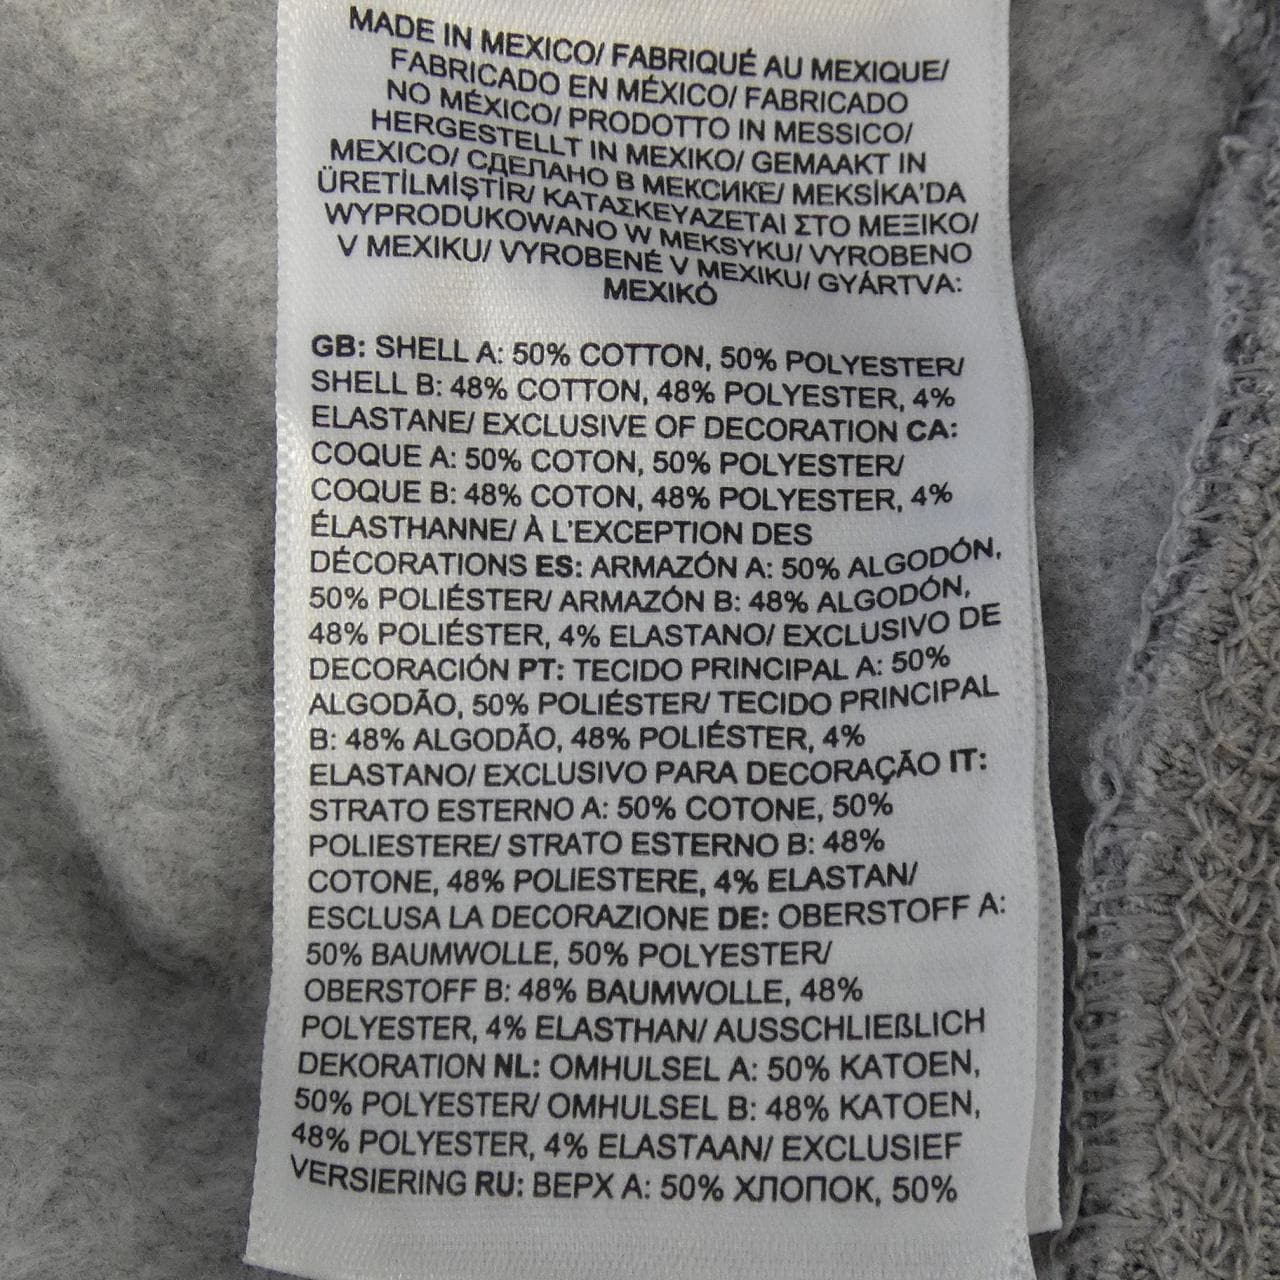 MADE IN MEXICO/ FABRIQUÉ AU MEXIQUE/
FABRICADO EN MÉXICO/ FABRICADO
NO MÉXICO/ PRODOTTO IN MESSICO/
HERGESTELLT IN MEXIKO/ GEMAAKT IN
MEXICO/ СДЕЛАНО В МЕКСИКЕ/ MEKSİKA'DA
ÜRETİLMİŞTİR/ ΚΑΤΑΣΚΕΥΑΖΕΤΑΙ ΣΤΟ ΜΕΞΙΚΟ/
WYPRODUKOWANO W MEKSYKU/ VYROBENO
V MEXIKU/ VYROBENÉ V MEXIKU/ GYÁRTVA:
MEXIKÓ
GB: SHELL A: 50% COTTON, 50% POLYESTER/
SHELL B: 48% COTTON, 48% POLYESTER, 4%
ELASTANE/ EXCLUSIVE OF DECORATION CA:
COQUE A: 50% COTON, 50% POLYESTER/
COQUE B: 48% COTON, 48% POLYESTER, 4%
ÉLASTHANNE/ À L'EXCEPTION DES
DÉCORATIONS ES: ARMAZÓN A: 50% ALGODÓN,
50% POLIÉSTER/ ARMAZÓN B: 48% ALGODÓN,
48% POLIÉSTER, 4% ELASTANO/ EXCLUSIVO DE
DECORACIÓN PT: TECIDO PRINCIPAL A: 50%
ALGODÃO, 50% POLIÉSTER/ TECIDO PRINCIPAL
B: 48% ALGODÃO, 48% POLIÉSTER, 4%
ELASTANO/ EXCLUSIVO PARA DECORAÇÃO IT:
STRATO ESTERNO A: 50% COTONE, 50%
POLIESTERE/ STRATO ESTERNO B: 48%
COTONE, 48% POLIESTERE, 4% ELASTAN/
ESCLUSA LA DECORAZIONE DE: OBERSTOFF A:
50% BAUMWOLLE, 50% POLYESTER/
OBERSTOFF B: 48% BAUMWOLLE, 48%
POLYESTER, 4% ELASTHAN/ AUSSCHLIEßLICH
DEKORATION NL: OMHULSEL A: 50% KATOEN,
50% POLYESTER/ OMHULSEL B: 48% KATOEN,
48% POLYESTER, 4% ELASTAAN/ EXCLUSIEF
VERSIERING RU: ВЕРХ А: 50% ХЛОПОК, 50%